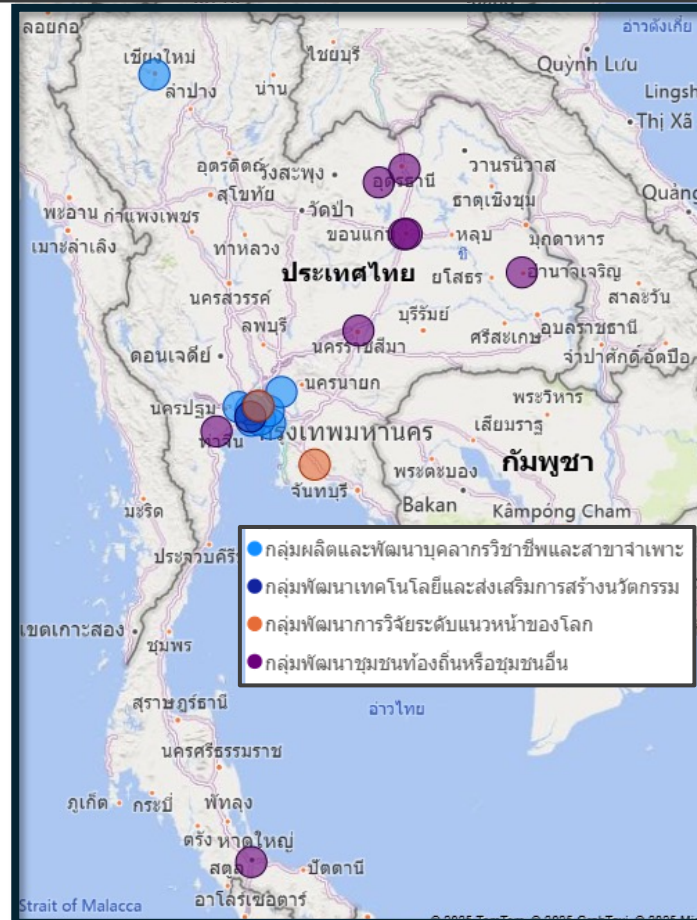 ลอยกอ
อ่าวตังเกี๋ย
เชียงใหม่
ไชยบุรี
Quỳnh Lưu
ลำปาง
น่าน
Lingsh
Thị Xã
อุตรดิตถ์
วังสะพุง
อุดรธานี
วานรนิวาส
สุโขทัย
วัดป่า
ธาตุเชิงชุม
Quảng
พะอาน
กำแพงเพชร
เมาะลำเลิง
ท่าหลวง
ขอนแก่น
หลุบ
มุกดาหาร
ประเทศไทย
ยโสธร
อำนาจเจริญ
นครสวรรค์
สาละวัน
ลพบุรี
บุรีรัมย์
นครราชสีมา
ศรีสะเกษ
อุบลราชธานี
ดอนเจดีย์
จำปาศักดิ์
อัตปือ
นครปฐม
นครนายก
พระวิหาร
ท่าจีน
กรุงเทพมหานคร
เสียมราฐ
กัมพูชา
พระตะบอง
จันทบุรี
Bakan
Kâmpóng Cham
มะริด
ประจวบคีรี
กลุ่มผลิตและพัฒนาบุคลากรวิชาชีพและสาขาจำเพาะ
กลุ่มพัฒนาเทคโนโลยีและส่งเสริมการสร้างนวัตกรรม
กลุ่มพัฒนาการวิจัยระดับแนวหน้าของโลก
กลุ่มพัฒนาชุมชนท้องถิ่นหรือชุมชนอื่น
เขตเกาะสอง
ชุมพร
สุราษฎร์ธานี
อ่าวไทย
นครศรีธรรมราช
ภูเก็ต
กระบี่
พัทลุง
ตรัง
หาดใหญ่
สตูล
ปัตตานี
อาโลร์เซอตาร์
Strait of Malacca